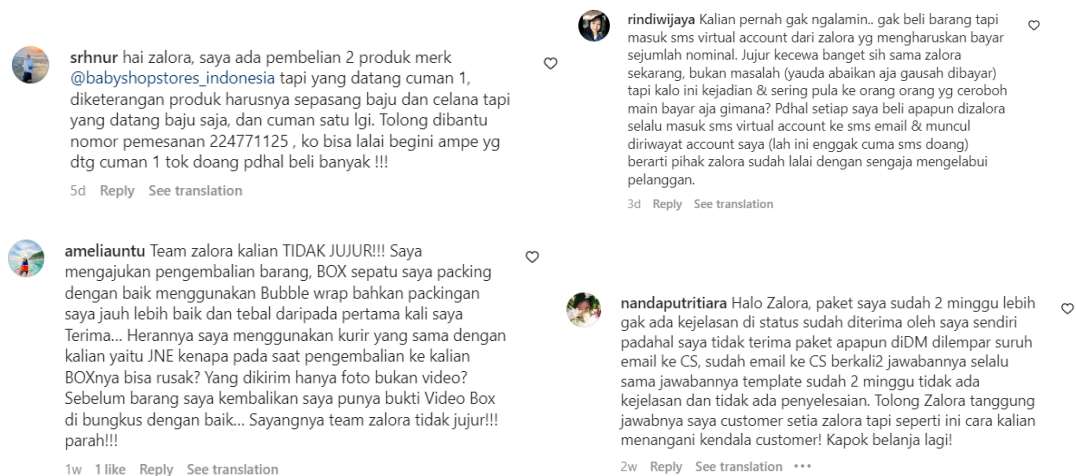 srhnur hai zalora, saya ada pembelian 2 produk merk
@babyshopstores_indonesia tapi yang datang cuman 1,
diketerangan produk harusnya sepasang baju dan celana tapi
yang datang baju saja, dan cuman satu lgi. Tolong dibantu
nomor pemesanan 224771125 , ko bisa lalai begini ampe yg
dtg cuman 1 tok doang pdhal beli banyak !!!
5d Reply See translation
rindiwijaya Kalian pernah gak ngalamin.. gak beli barang tapi
masuk sms virtual account dari zalora yg mengharuskan bayar
sejumlah nominal. Jujur kecewa banget sih sama zalora
sekarang, bukan masalah (yauda abaikan aja gausah dibayar)
tapi kalo ini kejadian & sering pula ke orang orang yg ceroboh
main bayar aja gimana? Pdhal setiap saya beli apapun dizalora
selalu masuk sms virtual account ke sms email & muncul
diriwayat account saya (lah ini enggak cuma sms doang)
berarti pihak zalora sudah lalai dengan sengaja mengelabui
pelanggan.
3d Reply See translation
ameliauntu Team zalora kalian TIDAK JUJUR!!! Saya
mengajukan pengembalian barang, BOX sepatu saya packing
dengan baik menggunakan Bubble wrap bahkan packingan
saya jauh lebih baik dan tebal daripada pertama kali saya
Terima... Herannya saya menggunakan kurir yang sama dengan
kalian yaitu JNE kenapa pada saat pengembalian ke kalian
BOXnya bisa rusak? Yang dikirim hanya foto bukan video?
Sebelum barang saya kembalikan saya punya bukti Video Box
di bungkus dengan baik... Sayangnya team zalora tidak jujur!!!
parah!!!
1w 1 like Reply See translation
nandaputritiara Halo Zalora, paket saya sudah 2 minggu lebih
gak ada kejelasan di status sudah diterima oleh saya sendiri
padahal saya tidak terima paket apapun diDM dilempar suruh
email ke CS, sudah email ke CS berkali2 jawabannya selalu
sama jawabannya template sudah 2 minggu tidak ada
kejelasan dan tidak ada penyelesaian. Tolong Zalora tanggung
jawabnya saya customer setia zalora tapi seperti ini cara kalian
menangani kendala customer! Kapok belanja lagi!
2w Reply See translation •••